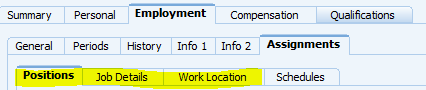 Summary Personal Employment Compensation Qualifications
General Periods History Info 1 Info 2 Assignments
Positions Job Details Work Location Schedules